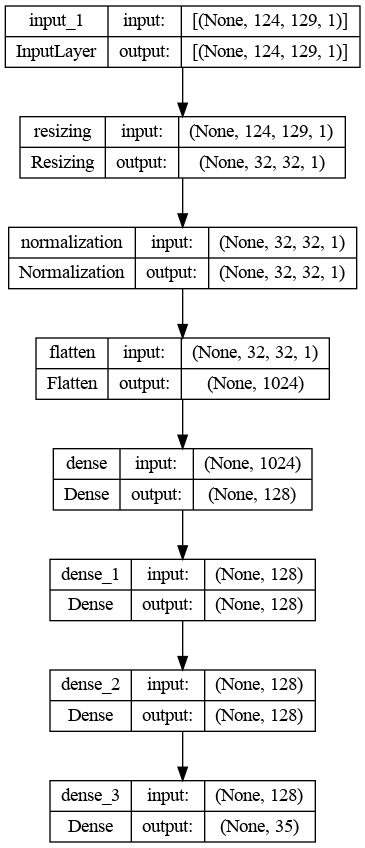 input_1 input: [(None, 124, 129, 1)]
InputLayer output: [(None, 124, 129, 1)]
resizing input: (None, 124, 129, 1)
Resizing output: (None, 32, 32, 1)
normalization input: (None, 32, 32, 1)
Normalization output: (None, 32, 32, 1)
flatten input: (None, 32, 32, 1)
Flatten output: (None, 1024)
dense input: (None, 1024)
Dense output: (None, 128)
dense_1 input: (None, 128)
Dense output: (None, 128)
dense_2 input: (None, 128)
Dense output: (None, 128)
dense_3 input: (None, 128)
Dense output: (None, 35)